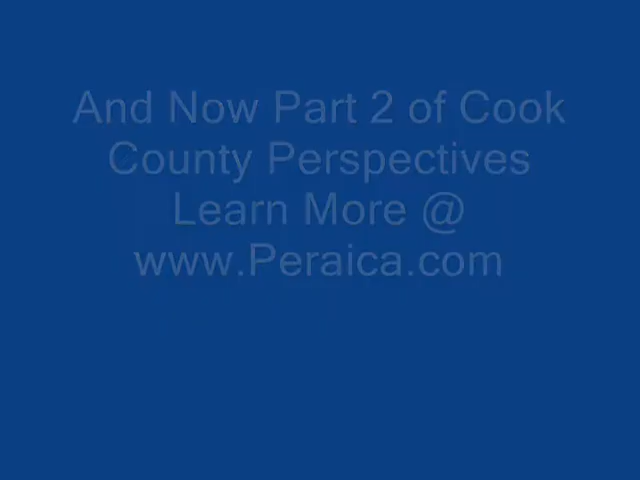 And Now Part 2 of Cook
County Perspectives
Learn More @
www.Peraica.com